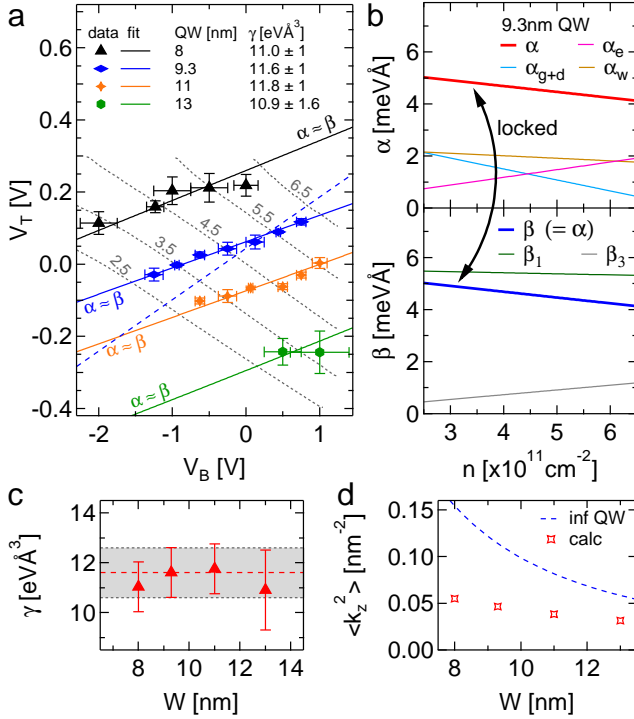 a
data fit QW [nm] γ [eVÅ³]
8 11.0 ± 1
9.3 11.6 ± 1
11 11.8 ± 1
13 10.9 ± 1.6
0.6
0.4
0.2
0.0
-0.2
-0.4
V_T [V]
α ≈ β
α ≈ β
α ≈ β
α ≈ β
2.5
3.5
4.5
5.5
6.5
-2 -1 0 1
V_B [V]
b
9.3nm QW
α α_e
α_{g+d} α_w
6
4
2
0
α [meVÅ]
locked
β (= α)
β_1 β_3
6
4
2
0
β [meVÅ]
3 4 5 6
n [x10¹¹cm⁻²]
c
14
12
10
γ [eVÅ³]
8 10 12 14
W [nm]
d
inf QW
calc
0.15
0.10
0.05
0.00
<k_z²> [nm⁻²]
8 10 12
W [nm]